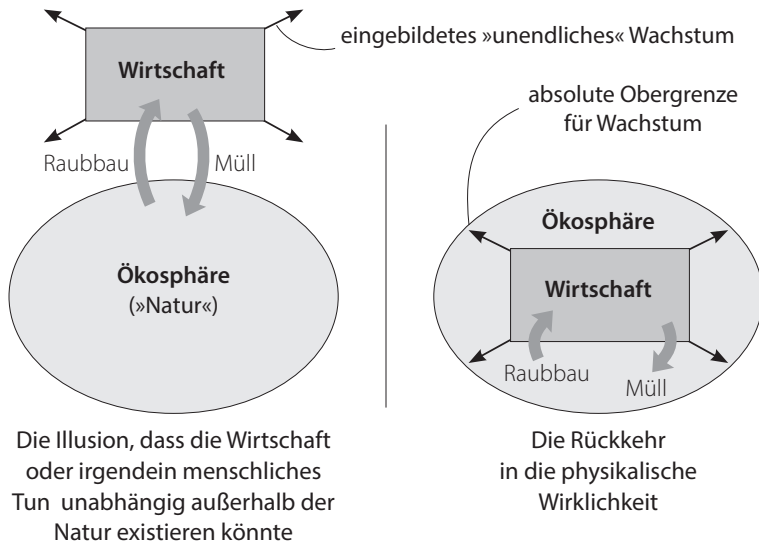 eingebildetes »unendliches« Wachstum
Wirtschaft
Raubbau
Müll
Ökosphäre
(»Natur«)
Die Illusion, dass die Wirtschaft
oder irgendein menschliches
Tun unabhängig außerhalb der
Natur existieren könnte
absolute Obergrenze
für Wachstum
Ökosphäre
Wirtschaft
Raubbau
Müll
Die Rückkehr
in die physikalische
Wirklichkeit